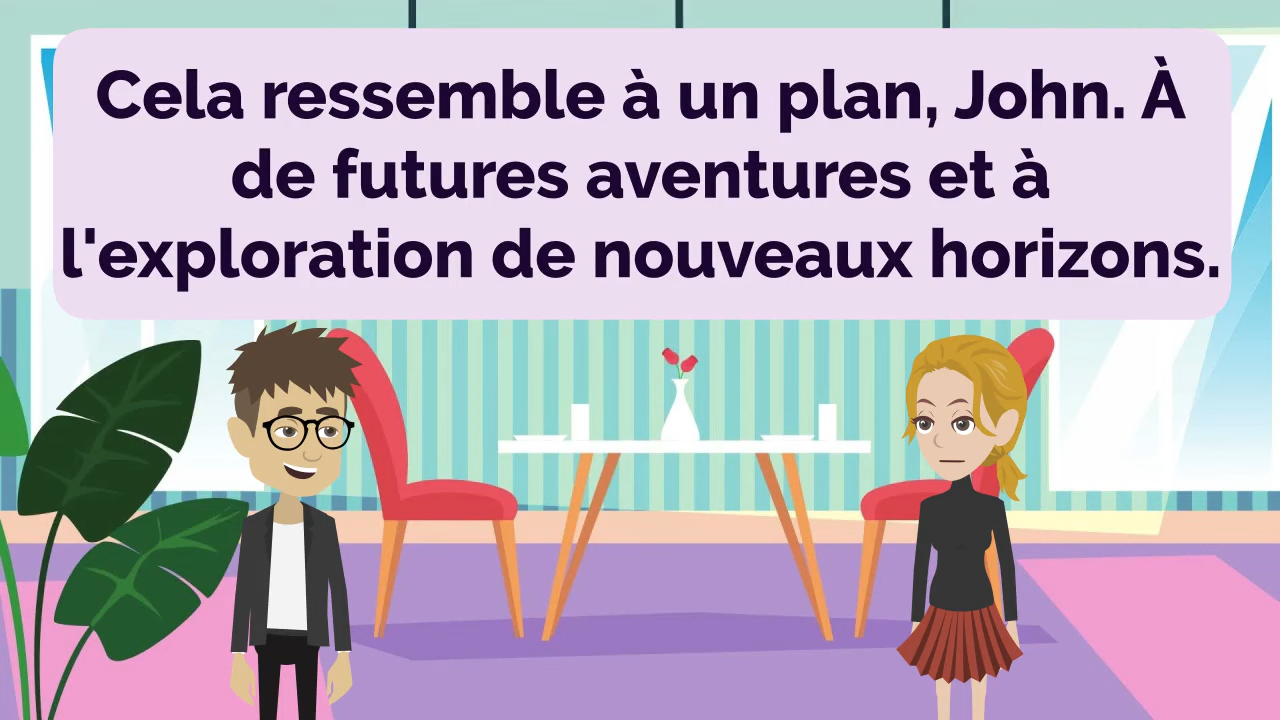 Cela ressemble à un plan, John. À
de futures aventures et à
l'exploration de nouveaux horizons.